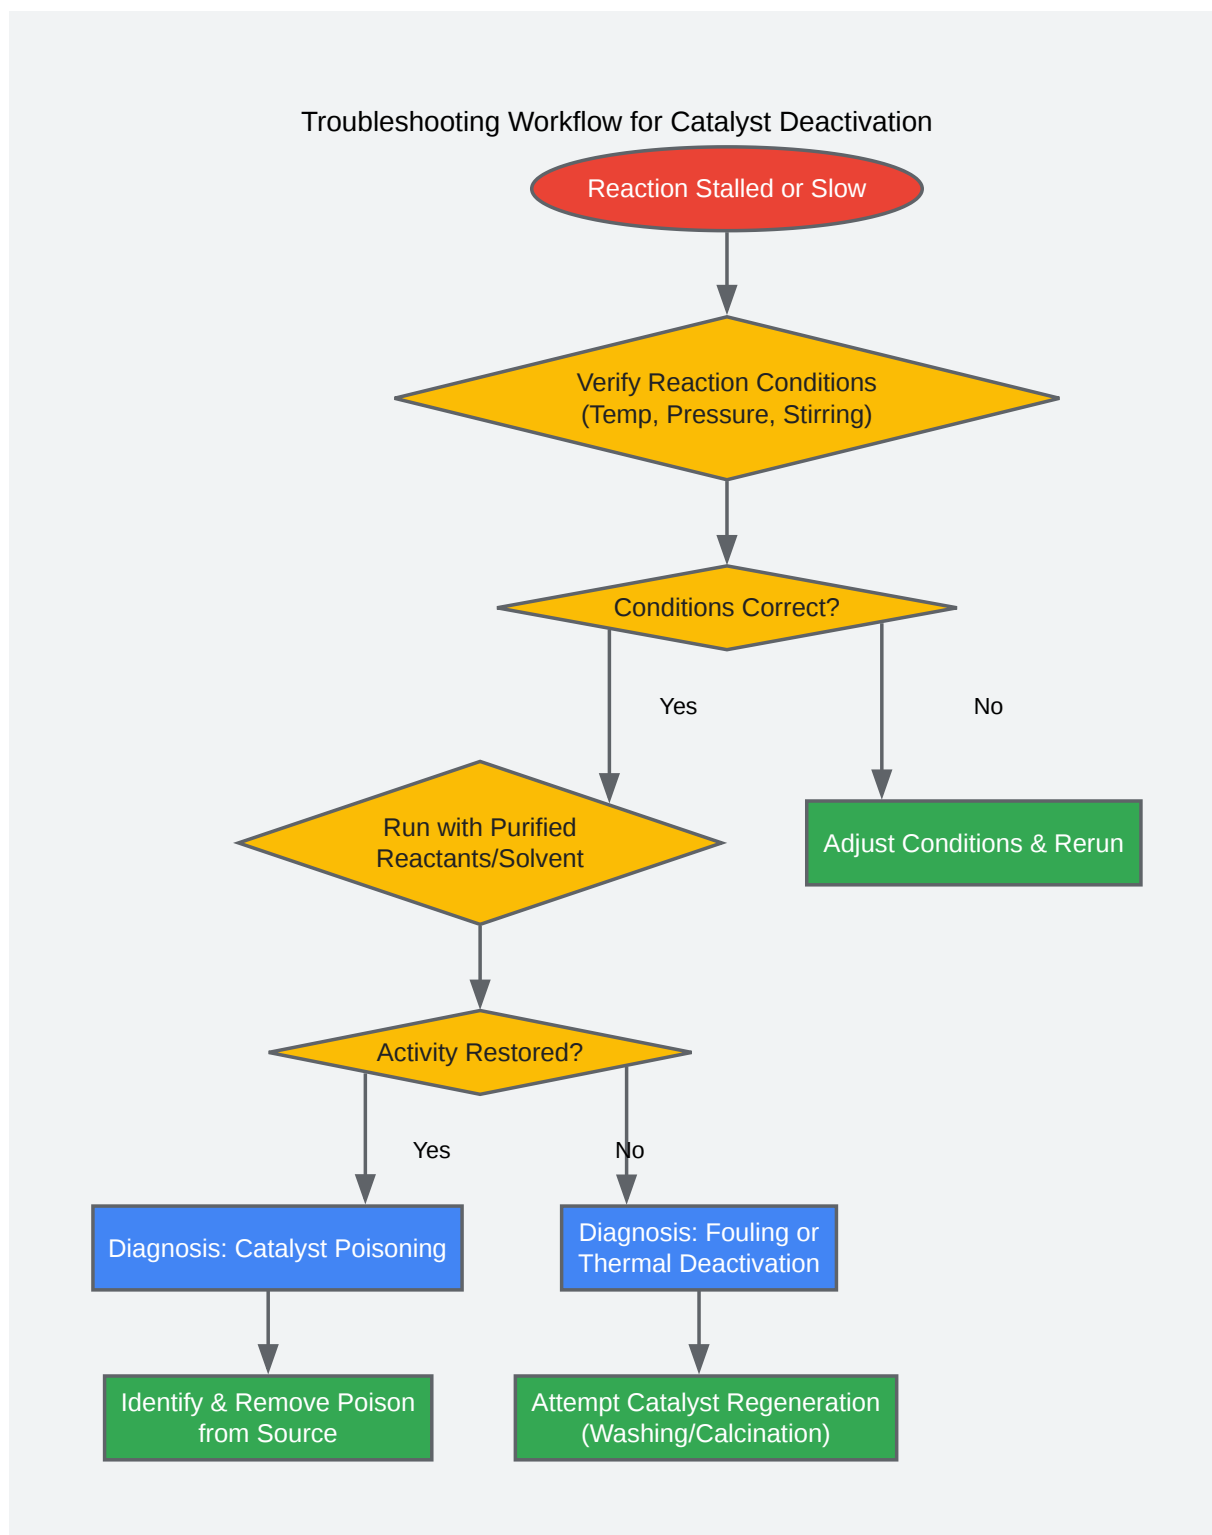 Troubleshooting Workflow for Catalyst Deactivation
Reaction Stalled or Slow
Verify Reaction Conditions
(Temp, Pressure, Stirring)
Conditions Correct?
Yes
No
Run with Purified
Reactants/Solvent
Adjust Conditions & Rerun
Activity Restored?
Yes
No
Diagnosis: Catalyst Poisoning
Diagnosis: Fouling or
Thermal Deactivation
Identify & Remove Poison
from Source
Attempt Catalyst Regeneration
(Washing/Calcination)